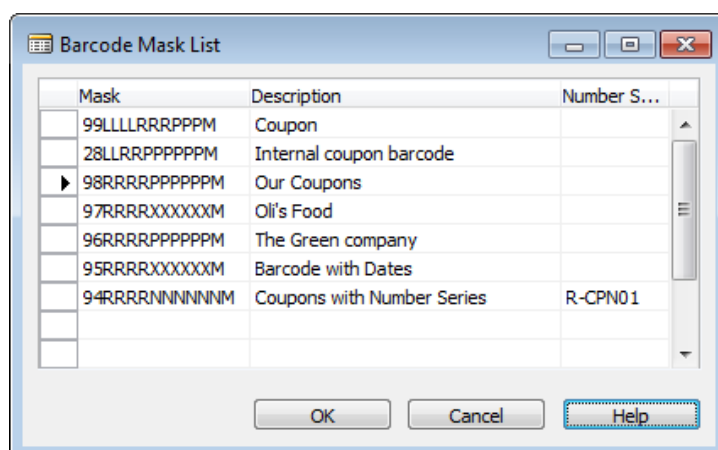 Barcode Mask List
Mask Description Number S...
99LLLLRRRPPPM Coupon
28LLRRPPPPPPM Internal coupon barcode
98RRRRPPPPPPM Our Coupons
97RRRRXXXXXXM Oli's Food
96RRRRPPPPPPM The Green company
95RRRRXXXXXXM Barcode with Dates
94RRRRNNNNNNM Coupons with Number Series R-CPN01
OK Cancel Help